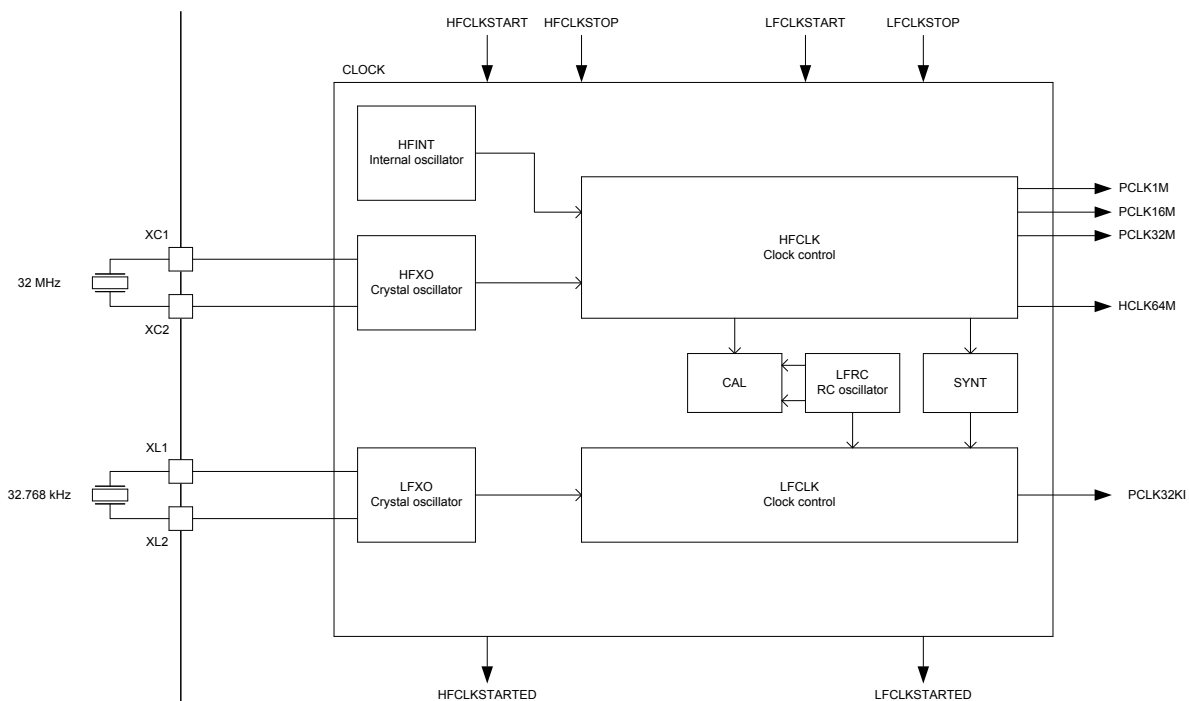 HFCLKSTART
HFCLKSTOP
LFCLKSTART
LFCLKSTOP
CLOCK
HFINT
Internal oscillator
PCLK1M
PCLK16M
PCLK32M
HFCLK
Clock control
XC1
32 MHz
XC2
HFXO
Crystal oscillator
HCLK64M
CAL
LFRC
RC oscillator
SYNT
XL1
32.768 kHz
XL2
LFXO
Crystal oscillator
LFCLK
Clock control
PCLK32KI
HFCLKSTARTED
LFCLKSTARTED